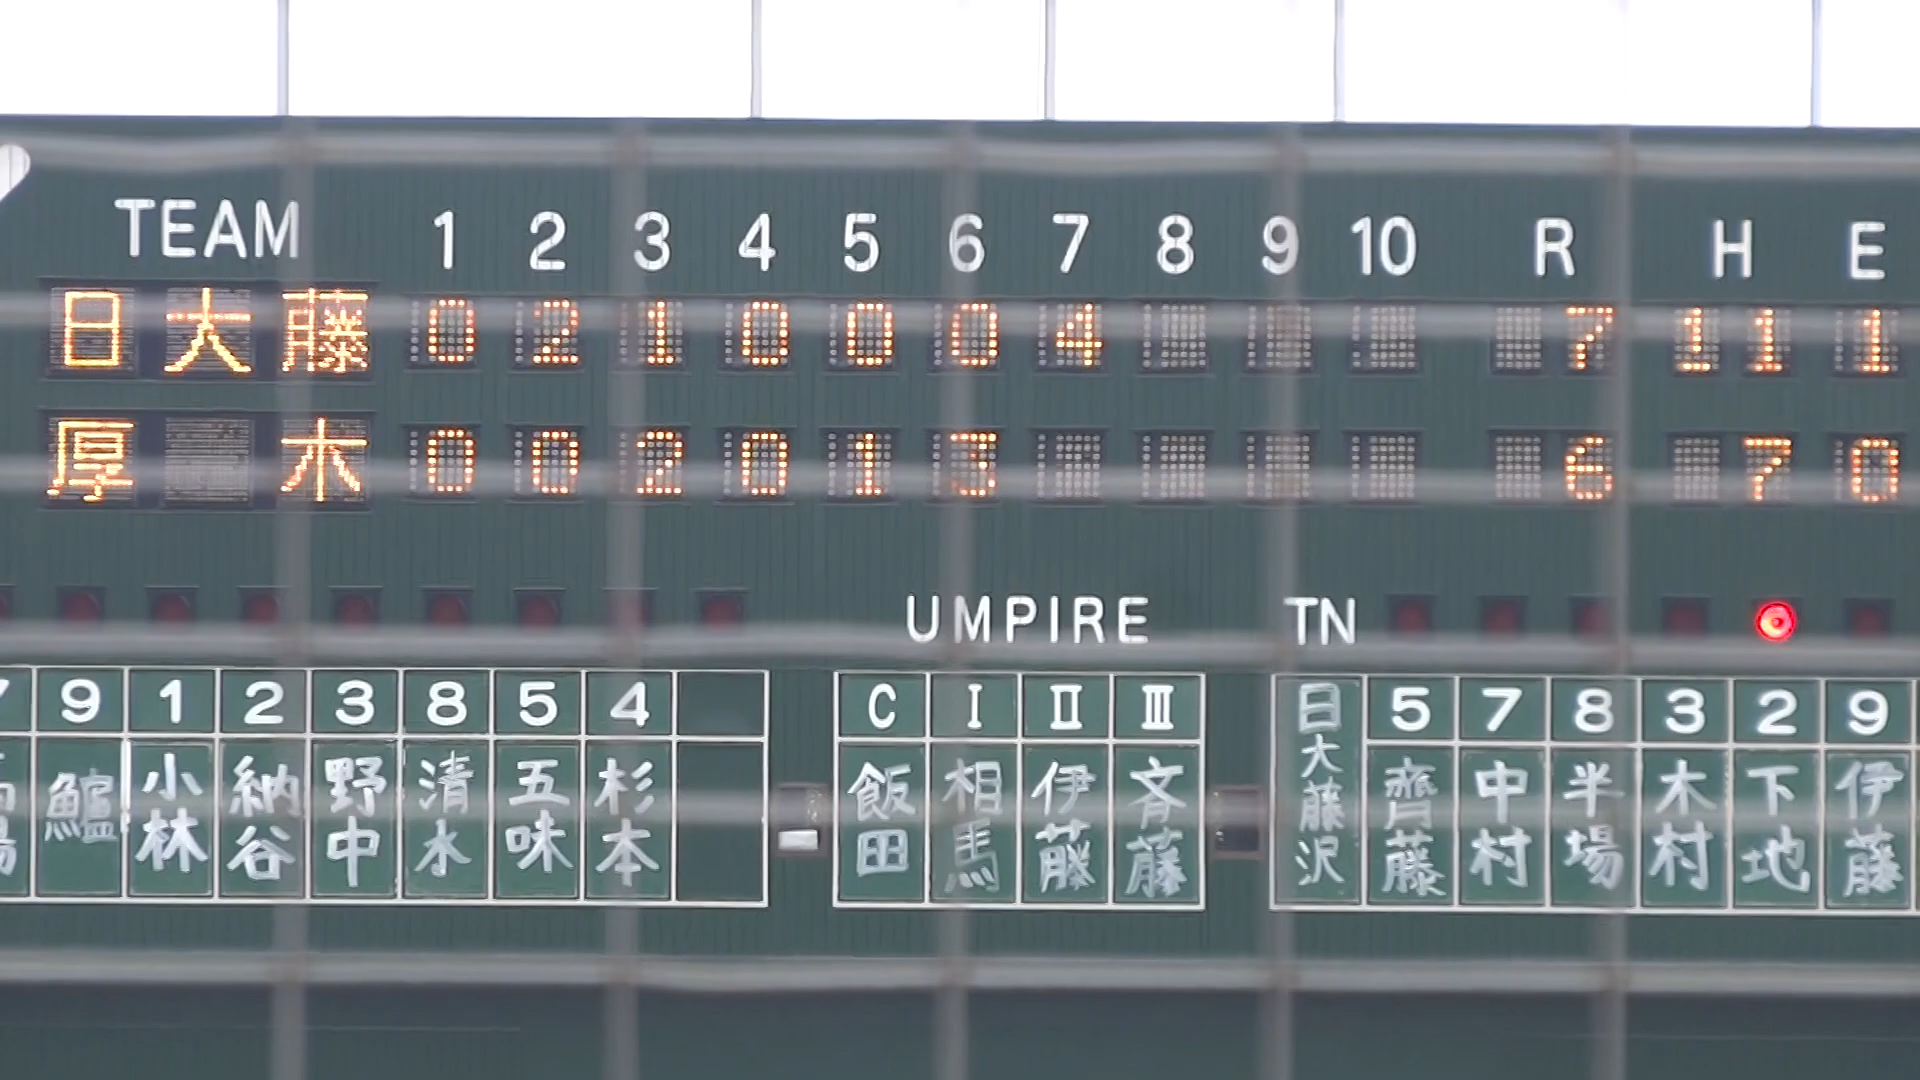 TEAM 1 2 3 4 5 6 7 8 9 10 R H E
日大藤 0 2 1 0 0 0 4 7 11 1
厚木 0 0 2 0 1 3 6 7 0
UMPIRE TN
9 1 2 3 8 5 4
鱸 小林 納谷 野中 清水 五味 杉本
C I II III
飯田 相馬 伊藤 斉藤
日大藤沢
5 7 8 3 2 9
齊藤 中村 半場 木村 下地 伊藤